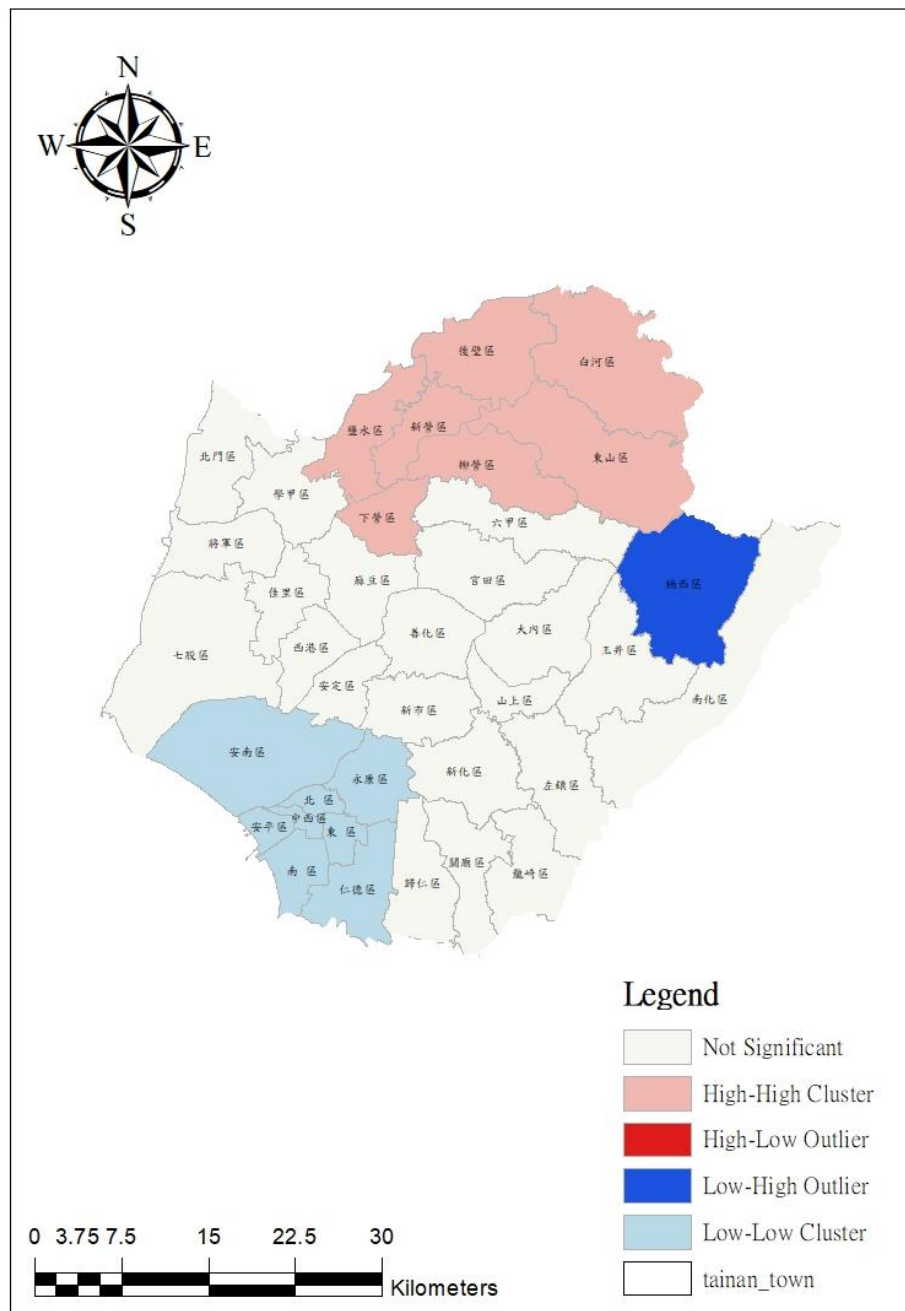 N
W E
S
後壁區
白河區
鹽水區
新營區
柳營區
東山區
北門區
學甲區
下營區
六甲區
將軍區
佳里區
麻豆區
官田區
楠西區
七股區
西港區
善化區
大內區
玉井區
安定區
新市區
山上區
南化區
安南區
永康區
新化區
左鎮區
北 區
中西區
安平區
東 區
南 區
仁德區
歸仁區
關廟區
龍崎區
Legend
Not Significant
High-High Cluster
High-Low Outlier
Low-High Outlier
Low-Low Cluster
tainan_town
0 3.75 7.5 15 22.5 30
Kilometers